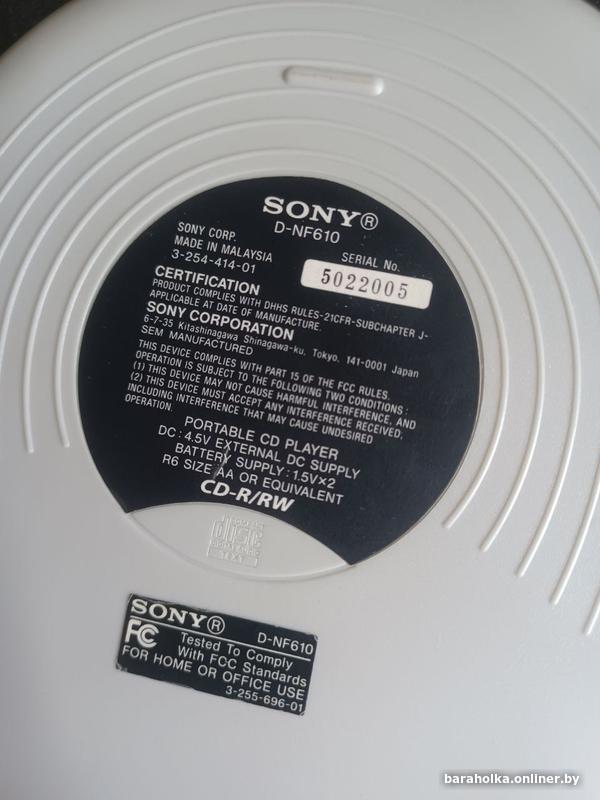 SONY®
D-NF610
SONY CORP.
MADE IN MALAYSIA
3-254-414-01
SERIAL No.
5022005
CERTIFICATION
PRODUCT COMPLIES WITH DHHS RULES-21CFR-SUBCHAPTER J-
APPLICABLE AT DATE OF MANUFACTURE.
SONY CORPORATION
6-7-35 Kitashinagawa Shinagawa-ku, Tokyo, 141-0001 Japan
SEM MANUFACTURED
THIS DEVICE COMPLIES WITH PART 15 OF THE FCC RULES.
OPERATION IS SUBJECT TO THE FOLLOWING TWO CONDITIONS:
(1) THIS DEVICE MAY NOT CAUSE HARMFUL INTERFERENCE, AND
(2) THIS DEVICE MUST ACCEPT ANY INTERFERENCE RECEIVED,
INCLUDING INTERFERENCE THAT MAY CAUSE UNDESIRED
OPERATION.
PORTABLE CD PLAYER
DC: 4.5V EXTERNAL DC SUPPLY
BATTERY SUPPLY: 1.5V×2
R6 SIZE AA OR EQUIVALENT
CD-R/RW
COMPACT
disc
DIGITAL AUDIO
TEXT
SONY®
FC D-NF610
Tested To Comply
With FCC Standards
FOR HOME OR OFFICE USE
3-255-696-01
baraholka.onliner.by